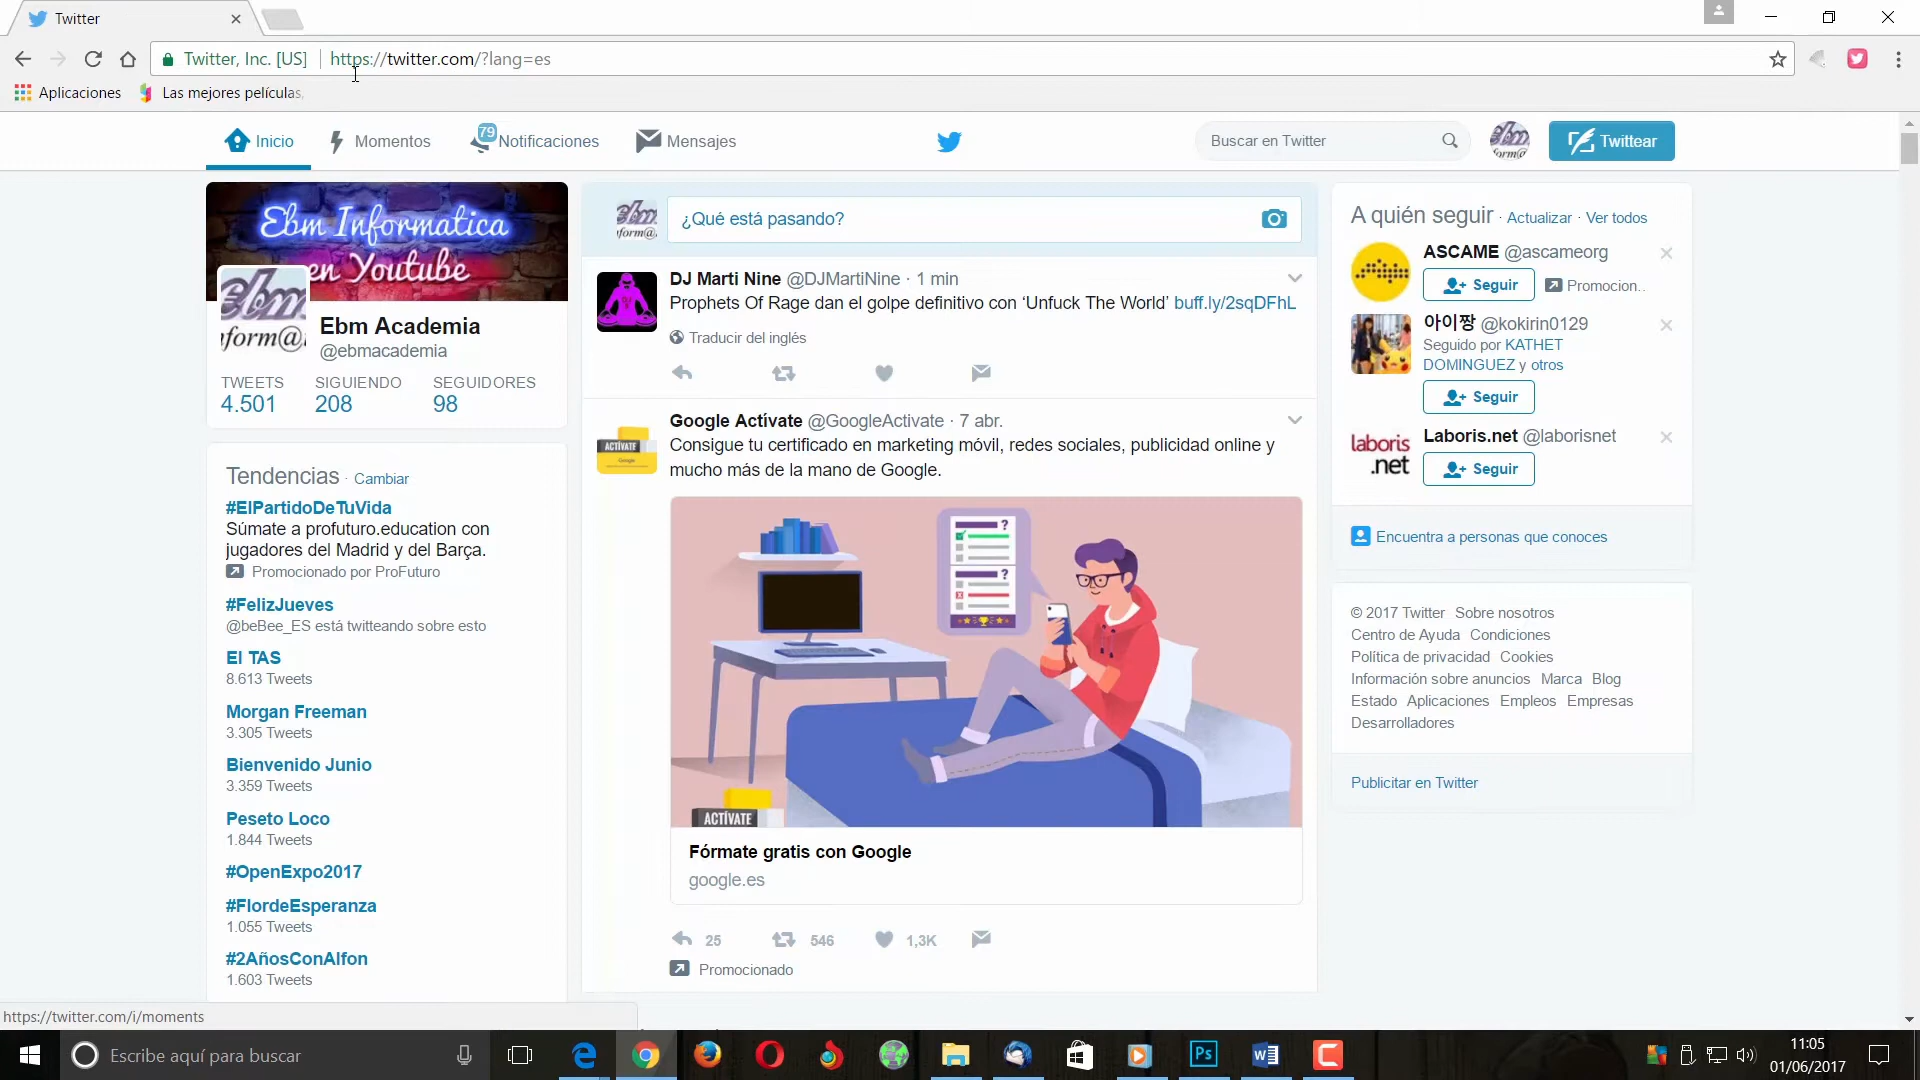 Twitter
Twitter, Inc. [US] https://twitter.com/?lang=es
Aplicaciones Las mejores películas,
Inicio Momentos 79 Notificaciones Mensajes Buscar en Twitter Twittear
Ebm Informatica
en Youtube
Ebm Academia
@ebmacademia
TWEETS SIGUIENDO SEGUIDORES
4.501 208 98
Tendencias · Cambiar
#ElPartidoDeTuVida
Súmate a profuturo.education con
jugadores del Madrid y del Barça.
Promocionado por ProFuturo
#FelizJueves
@beBee_ES está twitteando sobre esto
El TAS
8.613 Tweets
Morgan Freeman
3.305 Tweets
Bienvenido Junio
3.359 Tweets
Peseto Loco
1.844 Tweets
#OpenExpo2017
#FlordeEsperanza
1.055 Tweets
#2AñosConAlfon
1.603 Tweets
¿Qué está pasando?
DJ Marti Nine @DJMartiNine · 1 min
Prophets Of Rage dan el golpe definitivo con ‘Unfuck The World’ buff.ly/2sqDFhL
Traducir del inglés
Google Actívate @GoogleActivate · 7 abr.
Consigue tu certificado en marketing móvil, redes sociales, publicidad online y
mucho más de la mano de Google.
ACTÍVATE
Fórmate gratis con Google
google.es
25 546 1,3K
Promocionado
A quién seguir · Actualizar · Ver todos
ASCAME @ascameorg
Seguir Promocion..
아이짱 @kokirin0129
Seguido por KATHET
DOMINGUEZ y otros
Seguir
laboris
.net
Laboris.net @laborisnet
Seguir
Encuentra a personas que conoces
© 2017 Twitter Sobre nosotros
Centro de Ayuda Condiciones
Política de privacidad Cookies
Información sobre anuncios Marca Blog
Estado Aplicaciones Empleos Empresas
Desarrolladores
Publicitar en Twitter
https://twitter.com/i/moments
Escribe aquí para buscar
Ps
11:05
01/06/2017